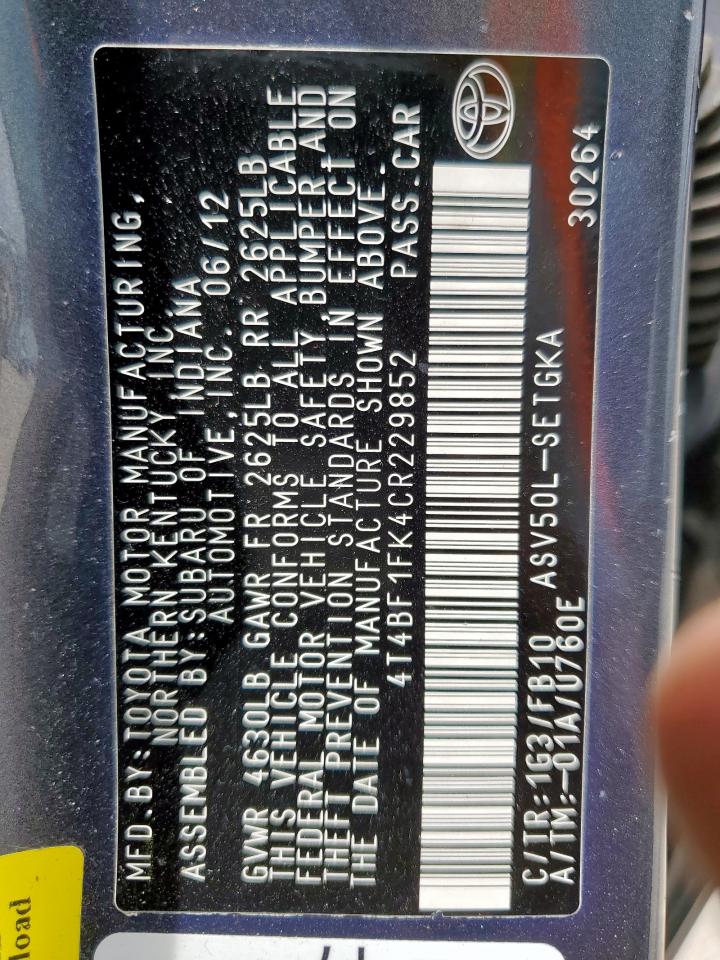 MFD.BY:TOYOTA MOTOR MANUFACTURING,
NORTHERN KENTUCKY INC.
ASSEMBLED BY:SUBARU OF INDIANA
AUTOMOTIVE, INC. 06/12
GVWR 4630LB GAWR FR 2625LB RR 2625LB
THIS VEHICLE CONFORMS TO ALL APPLICABLE
FEDERAL MOTOR VEHICLE SAFETY, BUMPER AND
THEFT PREVENTION STANDARDS IN EFFECT ON
THE DATE OF MANUFACTURE SHOWN ABOVE.
4T4BF1FK4CR229852 PASS.CAR
C/TR:1G3/FB10 ASV50L-SETGKA 30264
A/TM:-01A/U760E
load